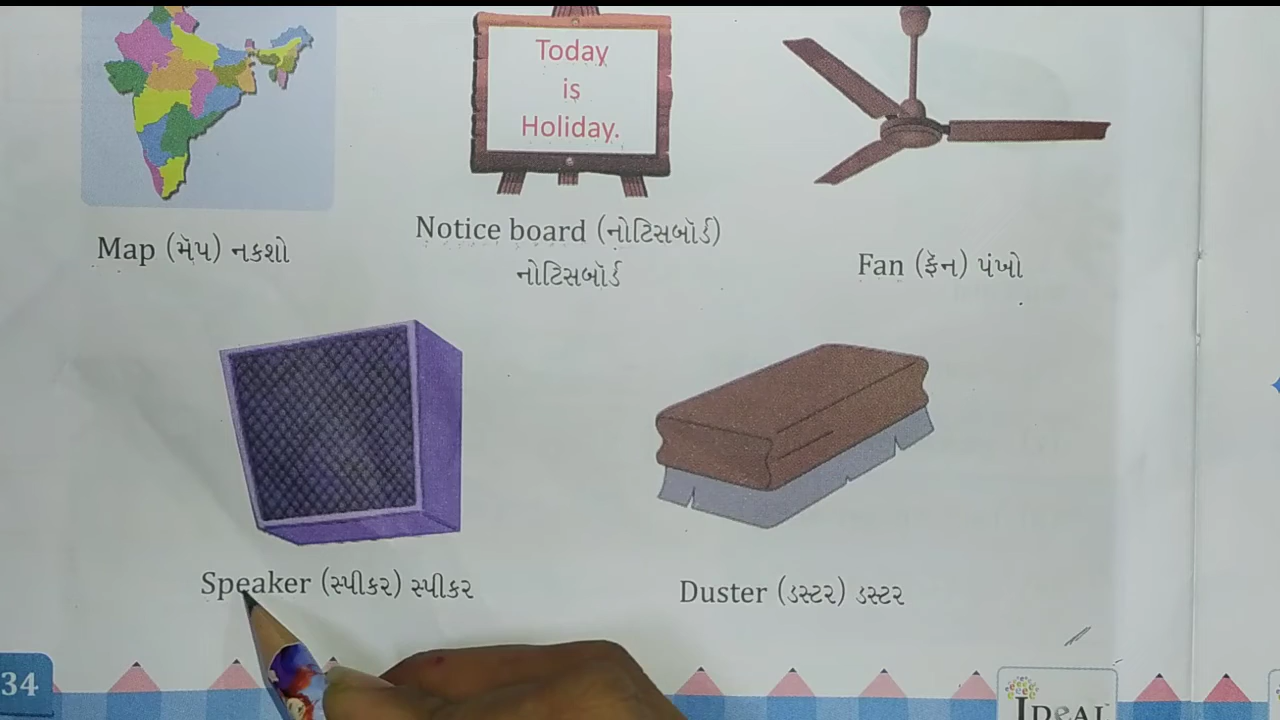 Today
is
Holiday.
Map (મૅપ) નકશો
Notice board (નોટિસબૉર્ડ)
નોટિસબૉર્ડ
Fan (ફૅન) પંખો
Speaker (સ્પીકર) સ્પીકર
Duster (ડસ્ટર) ડસ્ટર
34
IDeAL